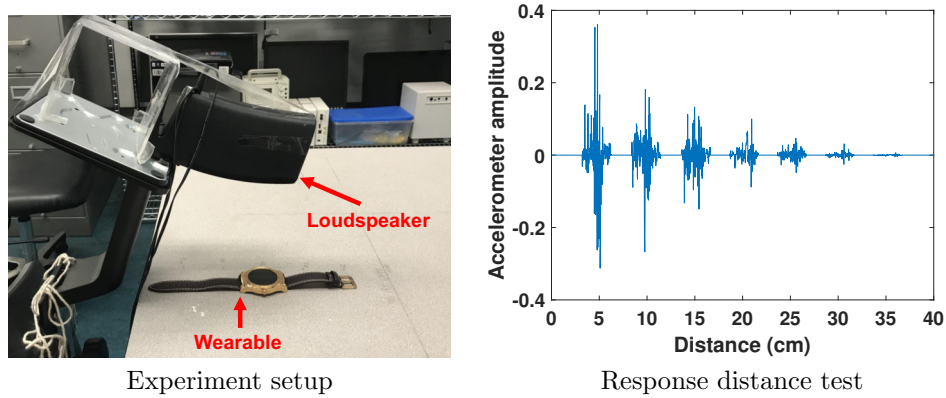 Loudspeaker
Wearable
Experiment setup
Accelerometer amplitude
0.4
0.2
0
-0.2
-0.4
0 5 10 15 20 25 30 35 40
Distance (cm)
Response distance test